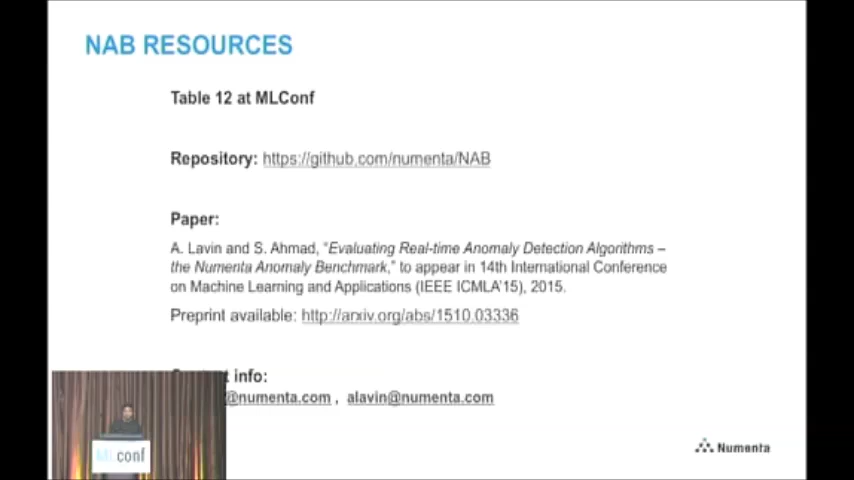 NAB RESOURCES
Table 12 at MLConf
Repository: https://github.com/numenta/NAB
Paper:
A. Lavin and S. Ahmad, “Evaluating Real-time Anomaly Detection Algorithms –
the Numenta Anomaly Benchmark,” to appear in 14th International Conference
on Machine Learning and Applications (IEEE ICMLA’15), 2015.
Preprint available: http://arxiv.org/abs/1510.03336
info:
@numenta.com , alavin@numenta.com
MLconf
Numenta